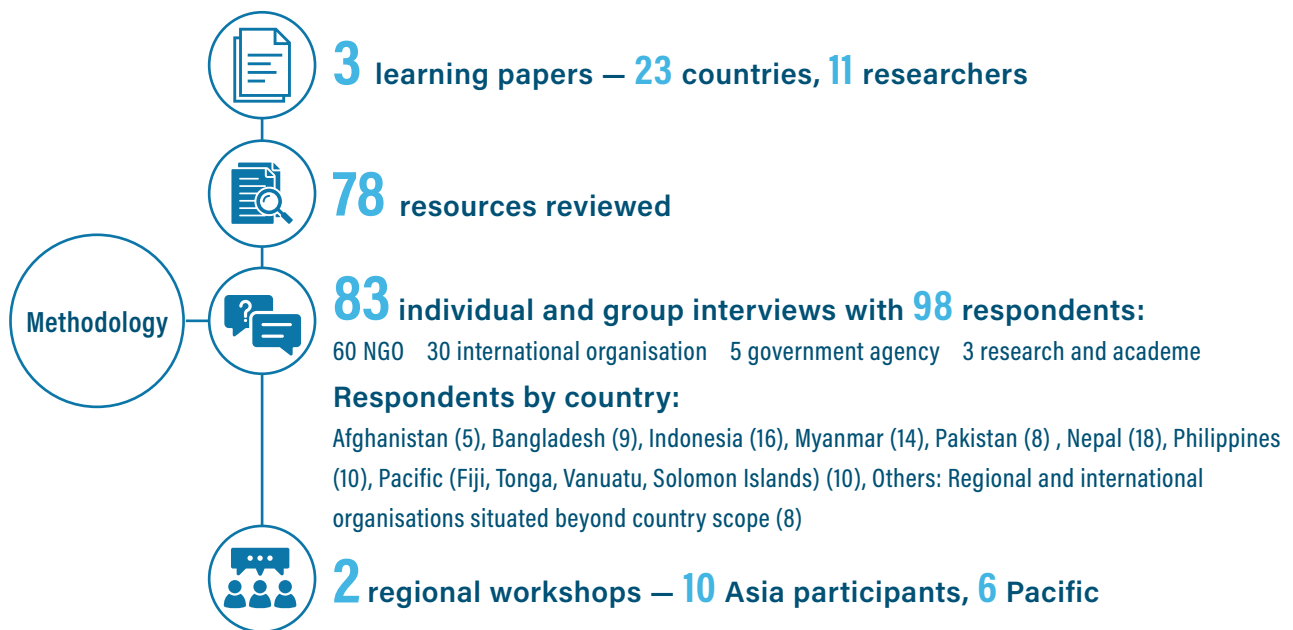 3 learning papers — 23 countries, 11 researchers
78 resources reviewed
Methodology
?
83 individual and group interviews with 98 respondents:
60 NGO 30 international organisation 5 government agency 3 research and academe
Respondents by country:
Afghanistan (5), Bangladesh (9), Indonesia (16), Myanmar (14), Pakistan (8) , Nepal (18), Philippines
(10), Pacific (Fiji, Tonga, Vanuatu, Solomon Islands) (10), Others: Regional and international
organisations situated beyond country scope (8)
2 regional workshops — 10 Asia participants, 6 Pacific